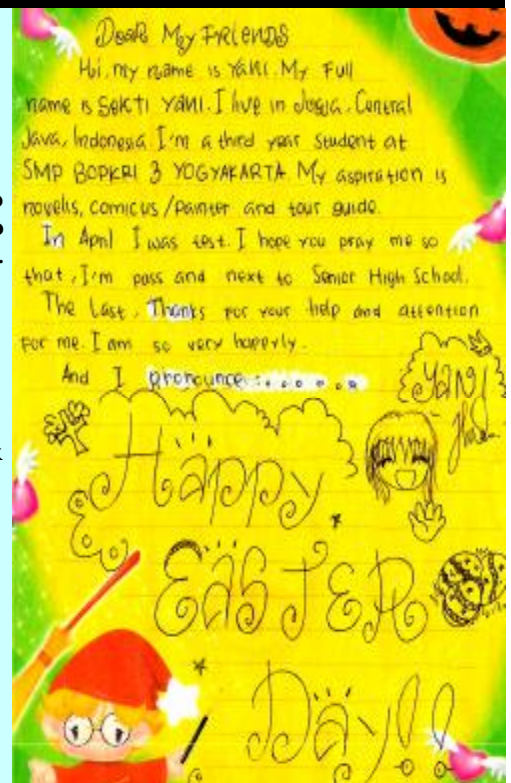 Dear My Friends
Hi, my name is YANI. My Full
name is SEKTI YANI. I live in Jogja, Central
Java, Indonesia. I'm a third year student at
SMP BOPKRI 3 YOGYAKARTA. My aspiration is
novelis, comicus/painter and tour guide.
In April I was test. I hope you pray me so
that, I'm pass and next to Senior High School.
The Last, Thanks for your help and attention
for me. I am so very happerly.
And I pronounce : . . . . . .
YANI
Happy
EASTER
Day!!